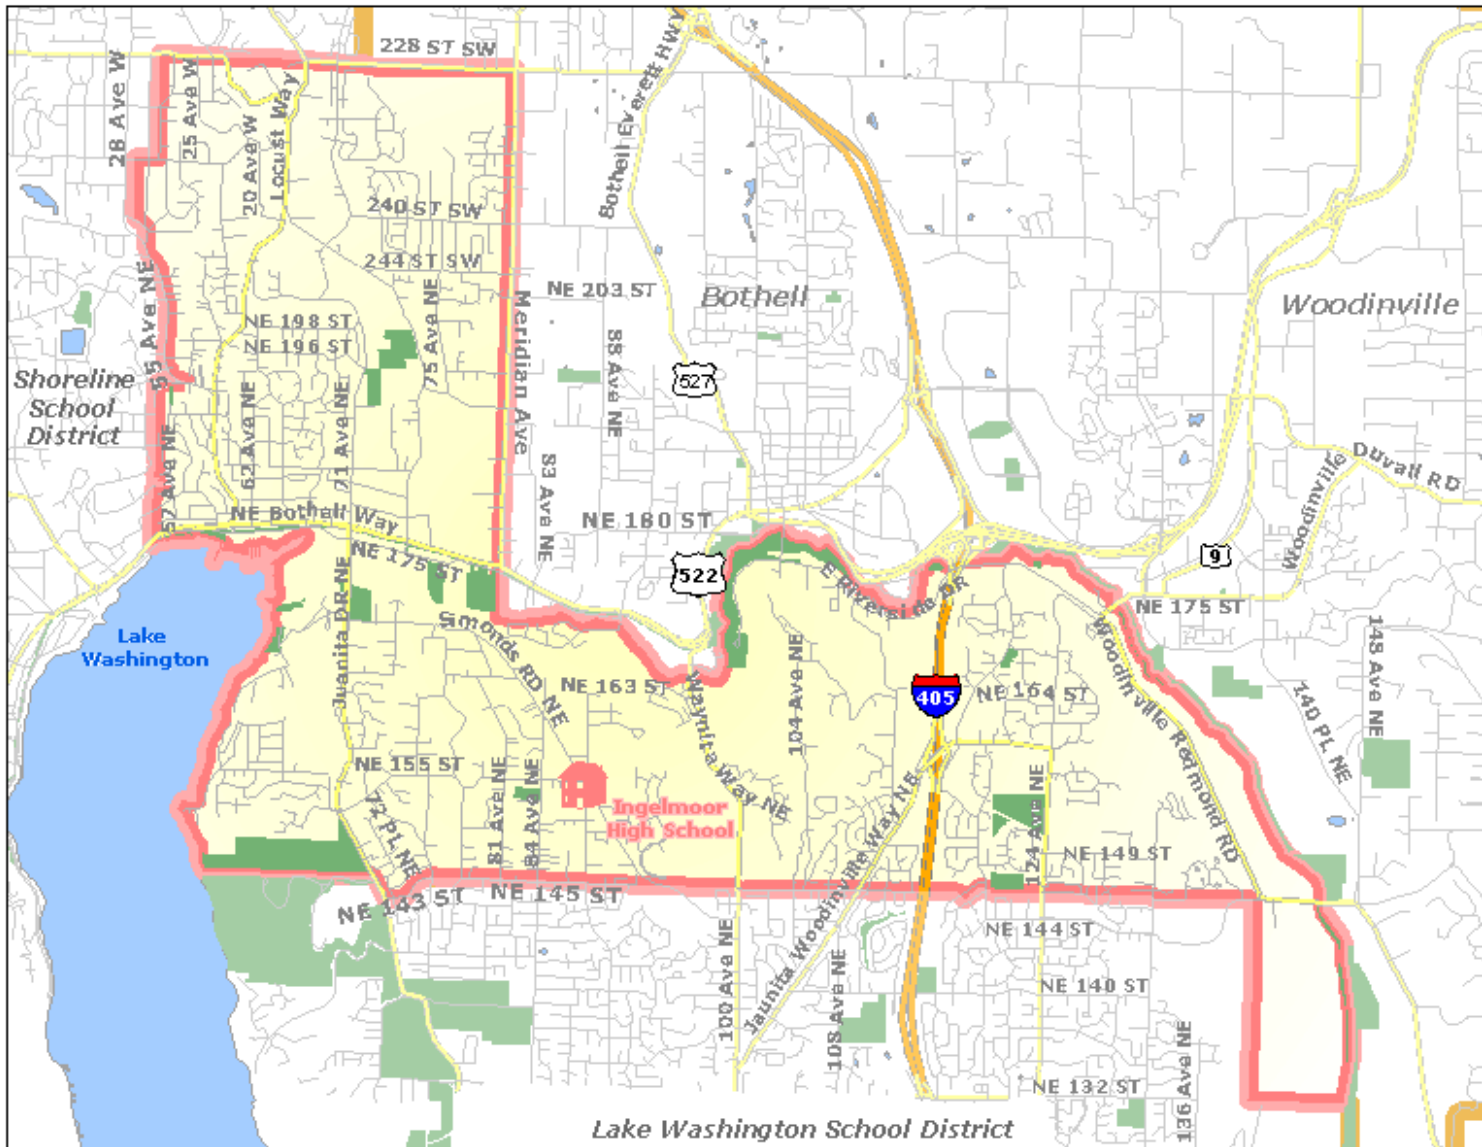 228 ST SW
28 Ave W
25 Ave W
20 Ave W
Locust Way
Bothell Everett HWY
240 ST SW
244 ST SW
55 Ave NE
75 Ave NE
Meridian Ave
NE 203 ST
Bothell
Woodinville
NE 198 ST
NE 196 ST
88 Ave NE
527
Shoreline
School
District
62 Ave NE
71 Ave NE
57 Ave NE
83 Ave NE
Duvall RD
Woodinville
NE Bothell Way
NE 180 ST
NE 175 ST
522
9
E Riverside DR
NE 175 ST
Lake
Washington
Juanita DR NE
Simonds RD NE
NE 163 ST
Waynita Way NE
104 Ave NE
405
NE 164 ST
Woodinville Redmond RD
148 Ave NE
140 PL NE
NE 155 ST
72 PL NE
81 Ave NE
84 Ave NE
Ingelmoor
High School
Jaunita Woodinville Way NE
124 Ave NE
NE 149 ST
NE 143 ST
NE 145 ST
NE 144 ST
100 Ave NE
108 Ave NE
NE 140 ST
136 Ave NE
NE 132 ST
Lake Washington School District